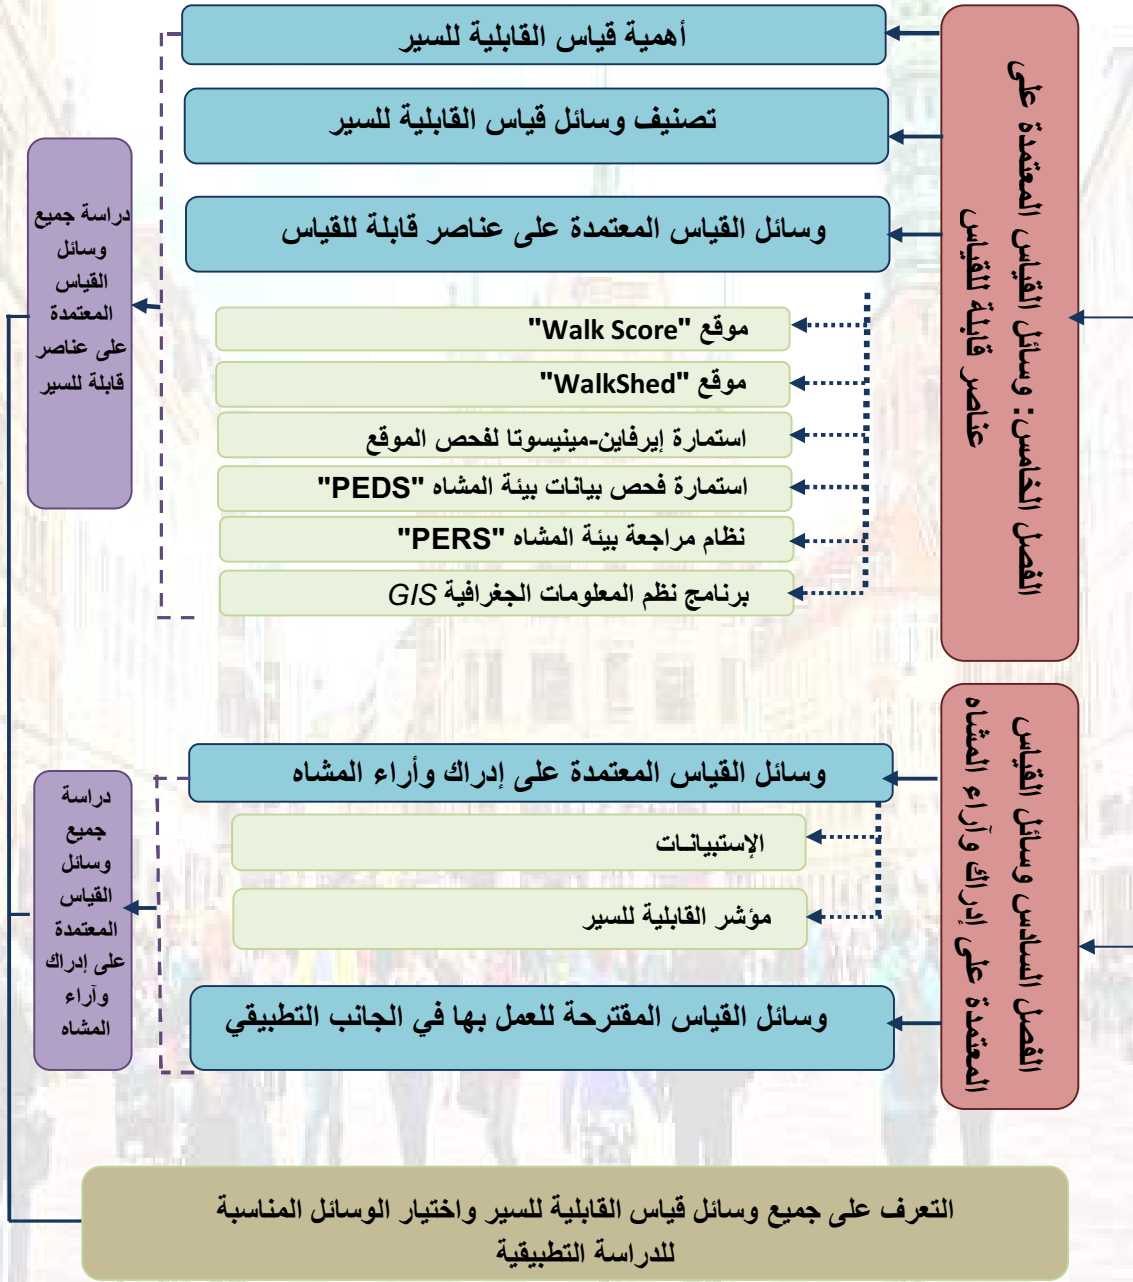 الفصل الخامس: وسائل القياس المعتمدة على
عناصر قابلة للقياس
أهمية قياس القابلية للسير
تصنيف وسائل قياس القابلية للسير
وسائل القياس المعتمدة على عناصر قابلة للقياس
موقع "Walk Score"
موقع "WalkShed"
استمارة إيرفاين-مينيسوتا لفحص الموقع
استمارة فحص بيانات بيئة المشاه "PEDS"
نظام مراجعة بيئة المشاه "PERS"
برنامج نظم المعلومات الجغرافية GIS
دراسة جميع
وسائل
القياس
المعتمدة
على عناصر
قابلة للسير
الفصل السادس وسائل القياس
المعتمدة على إدراك وآراء المشاه
وسائل القياس المعتمدة على إدراك وأراء المشاه
الإستبيانات
مؤشر القابلية للسير
وسائل القياس المقترحة للعمل بها في الجانب التطبيقي
دراسة
جميع
وسائل
القياس
المعتمدة
على إدراك
وآراء
المشاه
التعرف على جميع وسائل قياس القابلية للسير واختيار الوسائل المناسبة
للدراسة التطبيقية